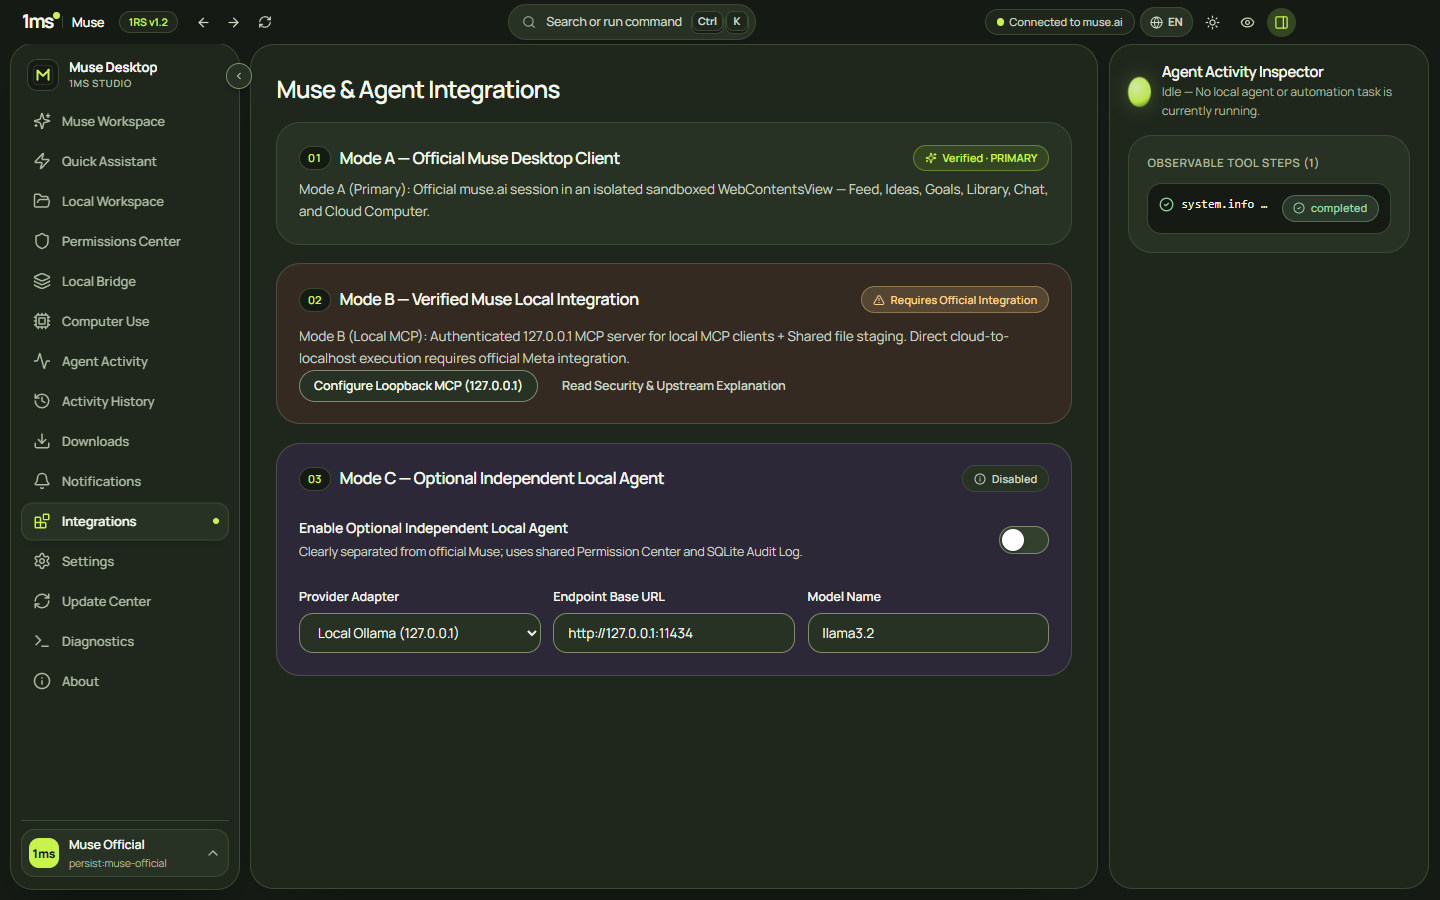 1ms Muse 1RS v1.2 Search or run command Ctrl K Connected to muse.ai EN
Muse Desktop
1MS STUDIO
Muse Workspace
Quick Assistant
Local Workspace
Permissions Center
Local Bridge
Computer Use
Agent Activity
Activity History
Downloads
Notifications
Integrations
Settings
Update Center
Diagnostics
About
1ms Muse Official
persist:muse-official
Muse & Agent Integrations
01 Mode A — Official Muse Desktop Client Verified · PRIMARY
Mode A (Primary): Official muse.ai session in an isolated sandboxed WebContentsView — Feed, Ideas, Goals, Library, Chat,
and Cloud Computer.
02 Mode B — Verified Muse Local Integration Requires Official Integration
Mode B (Local MCP): Authenticated 127.0.0.1 MCP server for local MCP clients + Shared file staging. Direct cloud-to-
localhost execution requires official Meta integration.
Configure Loopback MCP (127.0.0.1) Read Security & Upstream Explanation
03 Mode C — Optional Independent Local Agent Disabled
Enable Optional Independent Local Agent
Clearly separated from official Muse; uses shared Permission Center and SQLite Audit Log.
Provider Adapter Endpoint Base URL Model Name
Local Ollama (127.0.0.1) http://127.0.0.1:11434 llama3.2
Agent Activity Inspector
Idle — No local agent or automation task is
currently running.
OBSERVABLE TOOL STEPS (1)
system.info … completed